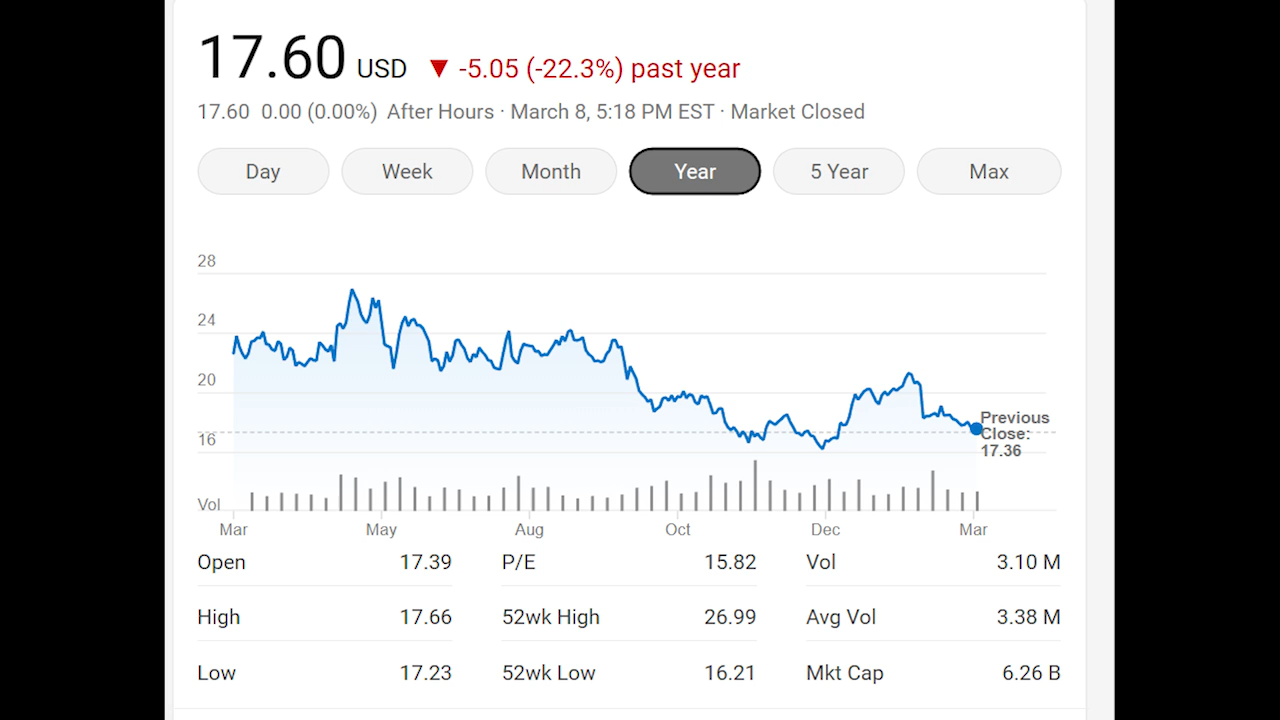 17.60 USD ▼ -5.05 (-22.3%) past year
17.60 0.00 (0.00%) After Hours · March 8, 5:18 PM EST · Market Closed
Day Week Month Year 5 Year Max
28
24
20
16
Previous
Close:
17.36
Vol
Mar May Aug Oct Dec Mar
Open 17.39 P/E 15.82 Vol 3.10 M
High 17.66 52wk High 26.99 Avg Vol 3.38 M
Low 17.23 52wk Low 16.21 Mkt Cap 6.26 B